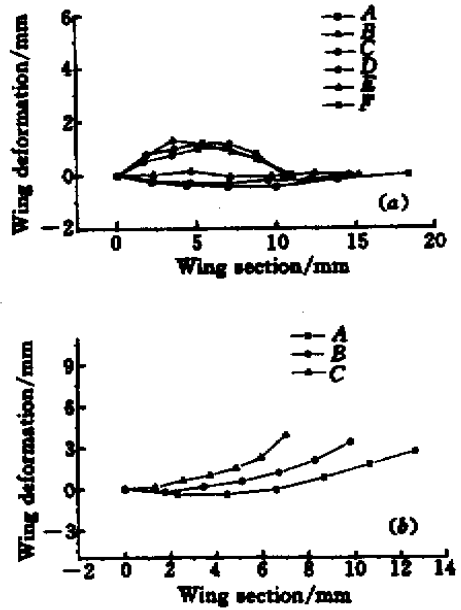 6
4
2
0
−2
Wing deformation/mm
A
C
(a)
0 5 10 15 20
Wing section/mm
9
6
3
0
−3
Wing deformation/mm
A
B
C
(b)
−2 0 2 4 6 8 10 12 14
Wing section/mm